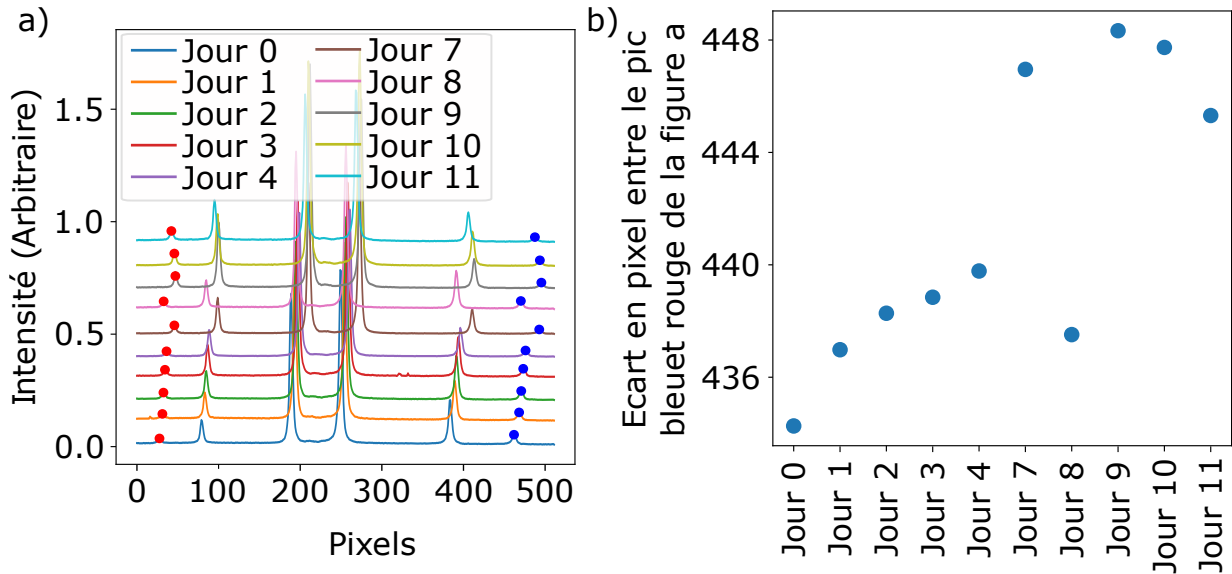 a)
Intensité (Arbitraire)
1.5
1.0
0.5
0.0
Jour 0
Jour 1
Jour 2
Jour 3
Jour 4
Jour 7
Jour 8
Jour 9
Jour 10
Jour 11
0 100 200 300 400 500
Pixels
b)
Ecart en pixel entre le pic
bleuet rouge de la figure a
448
444
440
436
Jour 0
Jour 1
Jour 2
Jour 3
Jour 4
Jour 7
Jour 8
Jour 9
Jour 10
Jour 11